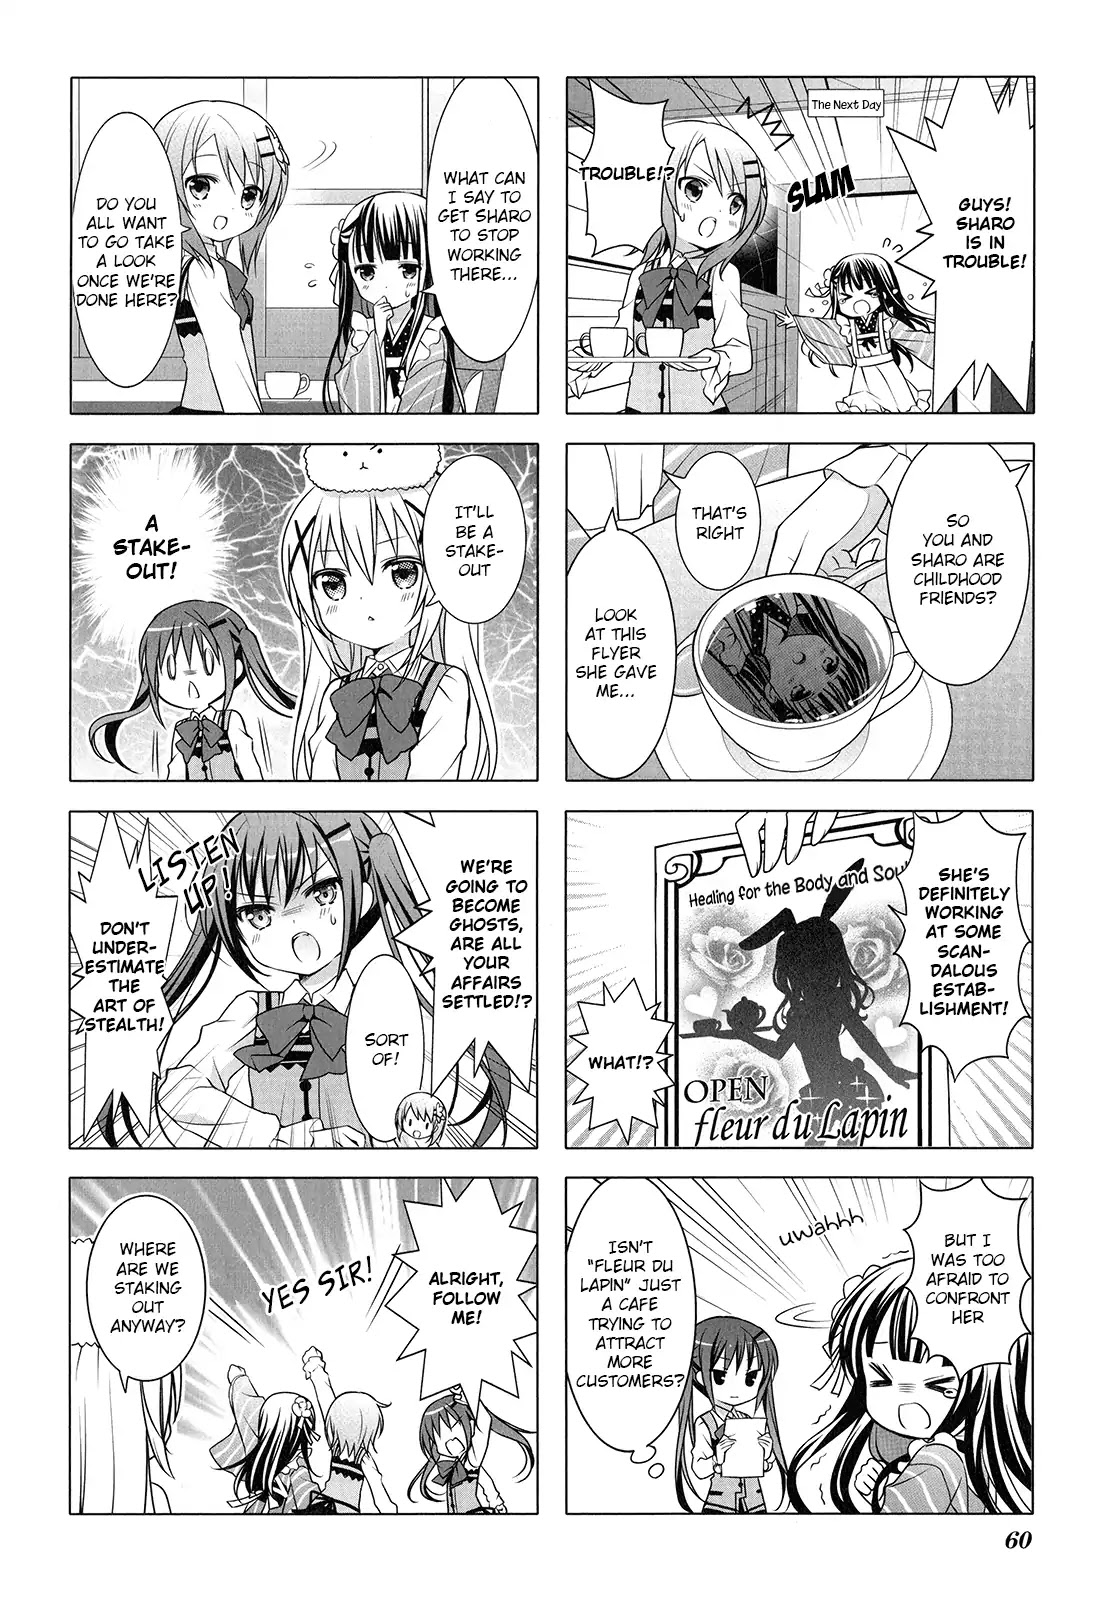 The Next Day
GUYS!
SHARO
IS IN
TROUBLE!
SLAM
TROUBLE!?
SO
YOU AND
SHARO ARE
CHILDHOOD
FRIENDS?
THAT'S
RIGHT
LOOK
AT THIS
FLYER
SHE GAVE
ME...
SHE'S
DEFINITELY
WORKING
AT SOME
SCAN-
DALOUS
ESTAB-
LISHMENT!
Healing for the Body and Soul
OPEN
fleur du Lapin
WHAT!?
BUT I
WAS TOO
AFRAID TO
CONFRONT
HER
uwahhh
ISN'T
"FLEUR DU
LAPIN" JUST
A CAFE
TRYING TO
ATTRACT
MORE
CUSTOMERS?
WHAT CAN
I SAY TO
GET SHARO
TO STOP
WORKING
THERE...
DO YOU
ALL WANT
TO GO TAKE
A LOOK
ONCE WE'RE
DONE HERE?
IT'LL
BE A
STAKE-
OUT
A
STAKE-
OUT!
WE'RE
GOING TO
BECOME
GHOSTS,
ARE ALL
YOUR
AFFAIRS
SETTLED!?
SORT
OF!
LISTEN
UP!
DON'T
UNDER-
ESTIMATE
THE
ART OF
STEALTH!
ALRIGHT,
FOLLOW
ME!
YES SIR!
WHERE
ARE WE
STAKING
OUT
ANYWAY?
60